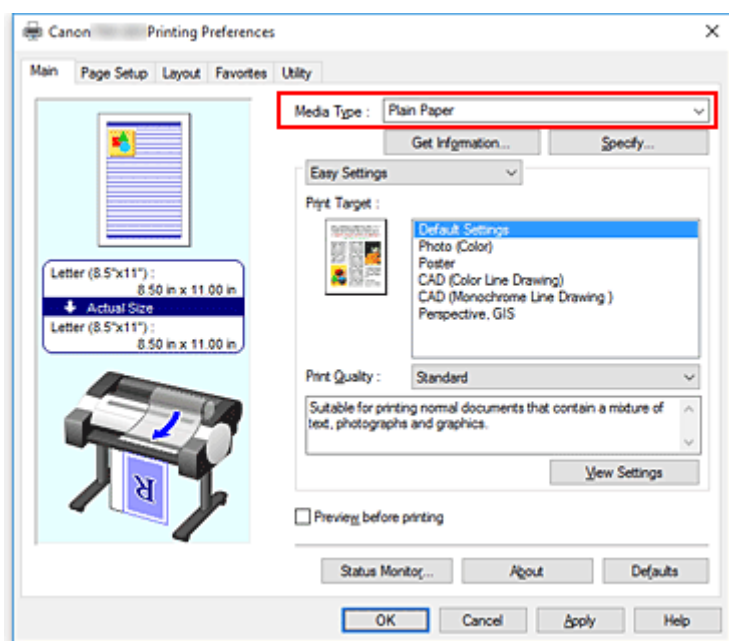 Canon Printing Preferences
Main Page Setup Layout Favorites Utility
Media Type : Plain Paper
Get Information... Specify...
Easy Settings
Print Target :
Default Settings
Photo (Color)
Poster
CAD (Color Line Drawing)
CAD (Monochrome Line Drawing )
Perspective, GIS
Letter (8.5"x11") :
8.50 in x 11.00 in
Actual Size
Letter (8.5"x11") :
8.50 in x 11.00 in
R
Print Quality : Standard
Suitable for printing normal documents that contain a mixture of
text, photographs and graphics.
View Settings
Preview before printing
Status Monitor... About Defaults
OK Cancel Apply Help